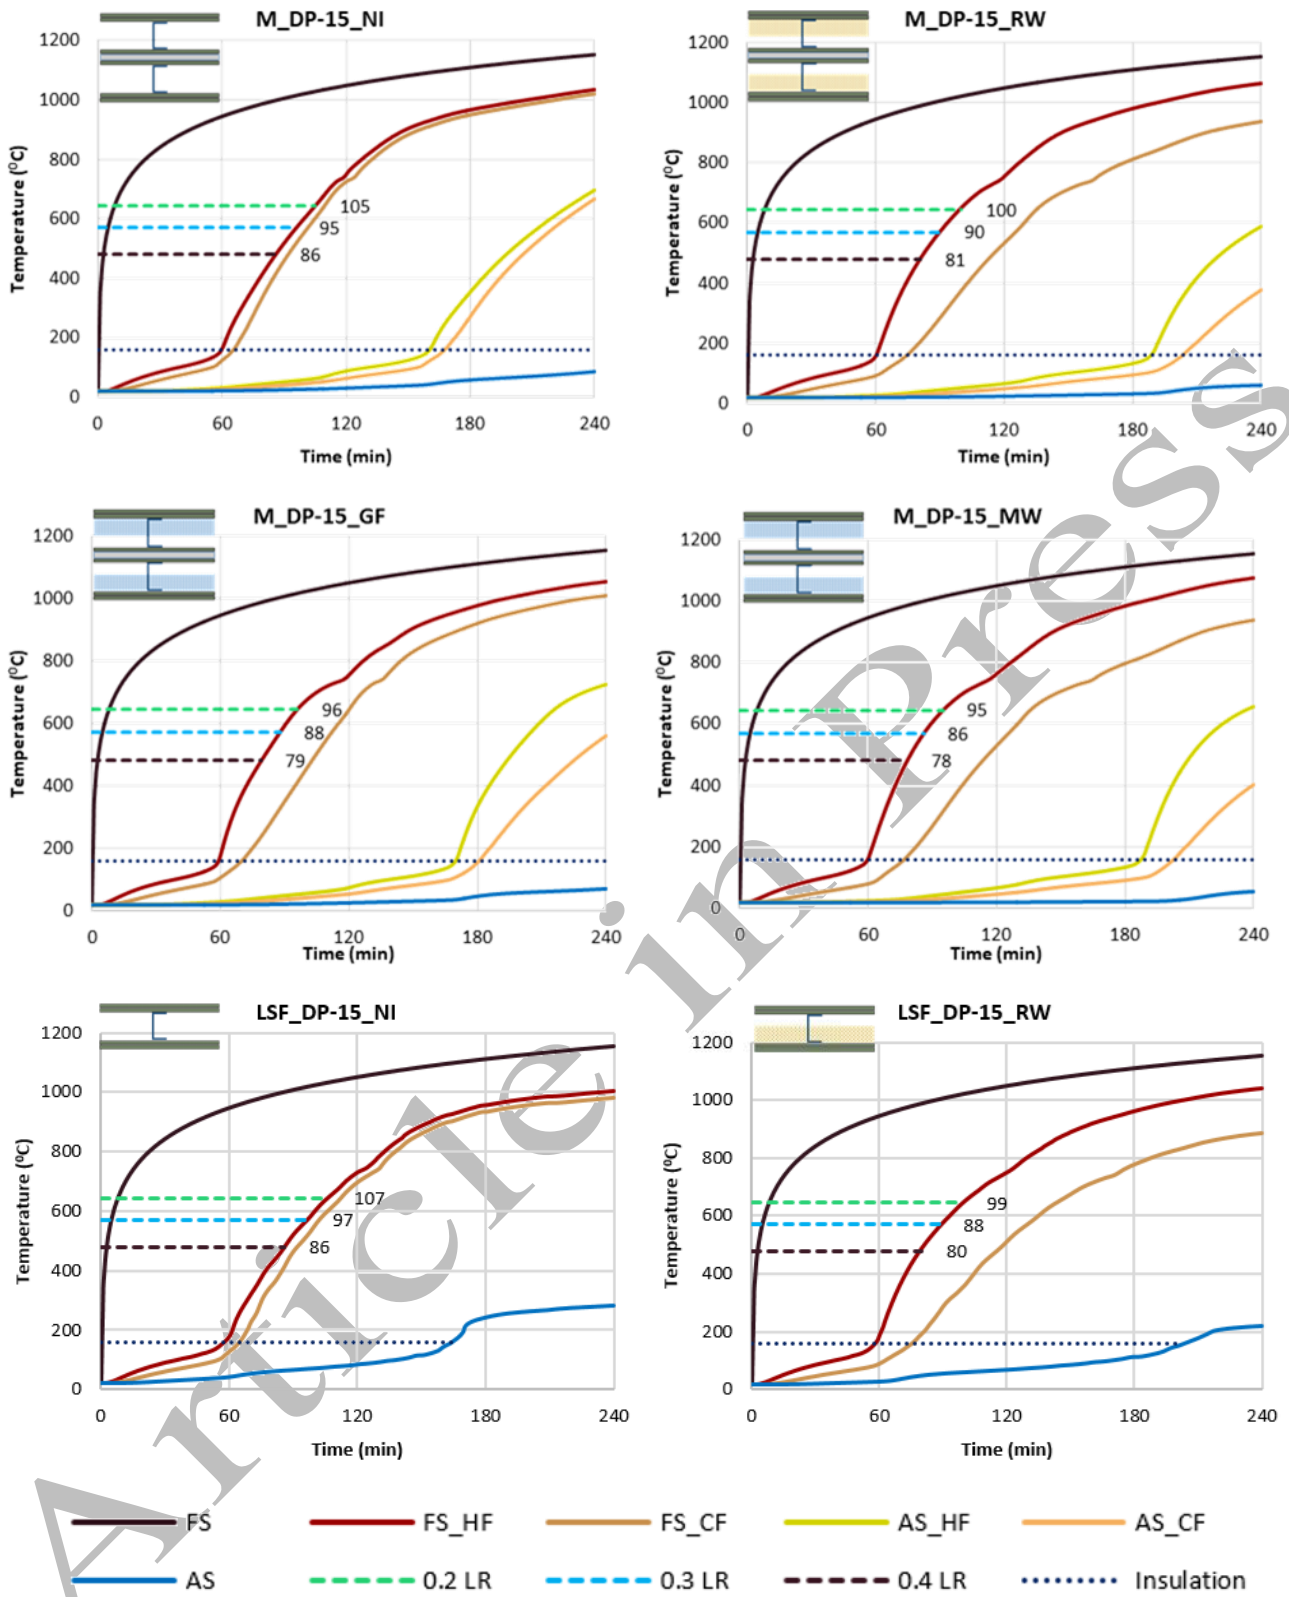 M_DP-15_NI
1200
1000
800
600
400
200
0
105
95
86
0 60 120 180 240
Time (min)
Temperature (⁰C)
M_DP-15_RW
1200
1000
800
600
400
200
0
100
90
81
0 60 120 180 240
Time (min)
Temperature (⁰C)
M_DP-15_GF
1200
1000
800
600
400
200
0
96
88
79
0 60 120 180 240
Time (min)
Temperature (⁰C)
M_DP-15_MW
1200
1000
800
600
400
200
0
95
86
78
0 60 120 180 240
Time (min)
Temperature (⁰C)
LSF_DP-15_NI
1200
1000
800
600
400
200
0
107
97
86
0 60 120 180 240
Time (min)
Temperature (⁰C)
LSF_DP-15_RW
1200
1000
800
600
400
200
0
99
88
80
0 60 120 180 240
Time (min)
Temperature (⁰C)
FS FS_HF FS_CF AS_HF AS_CF
AS 0.2 LR 0.3 LR 0.4 LR Insulation
Article in Press